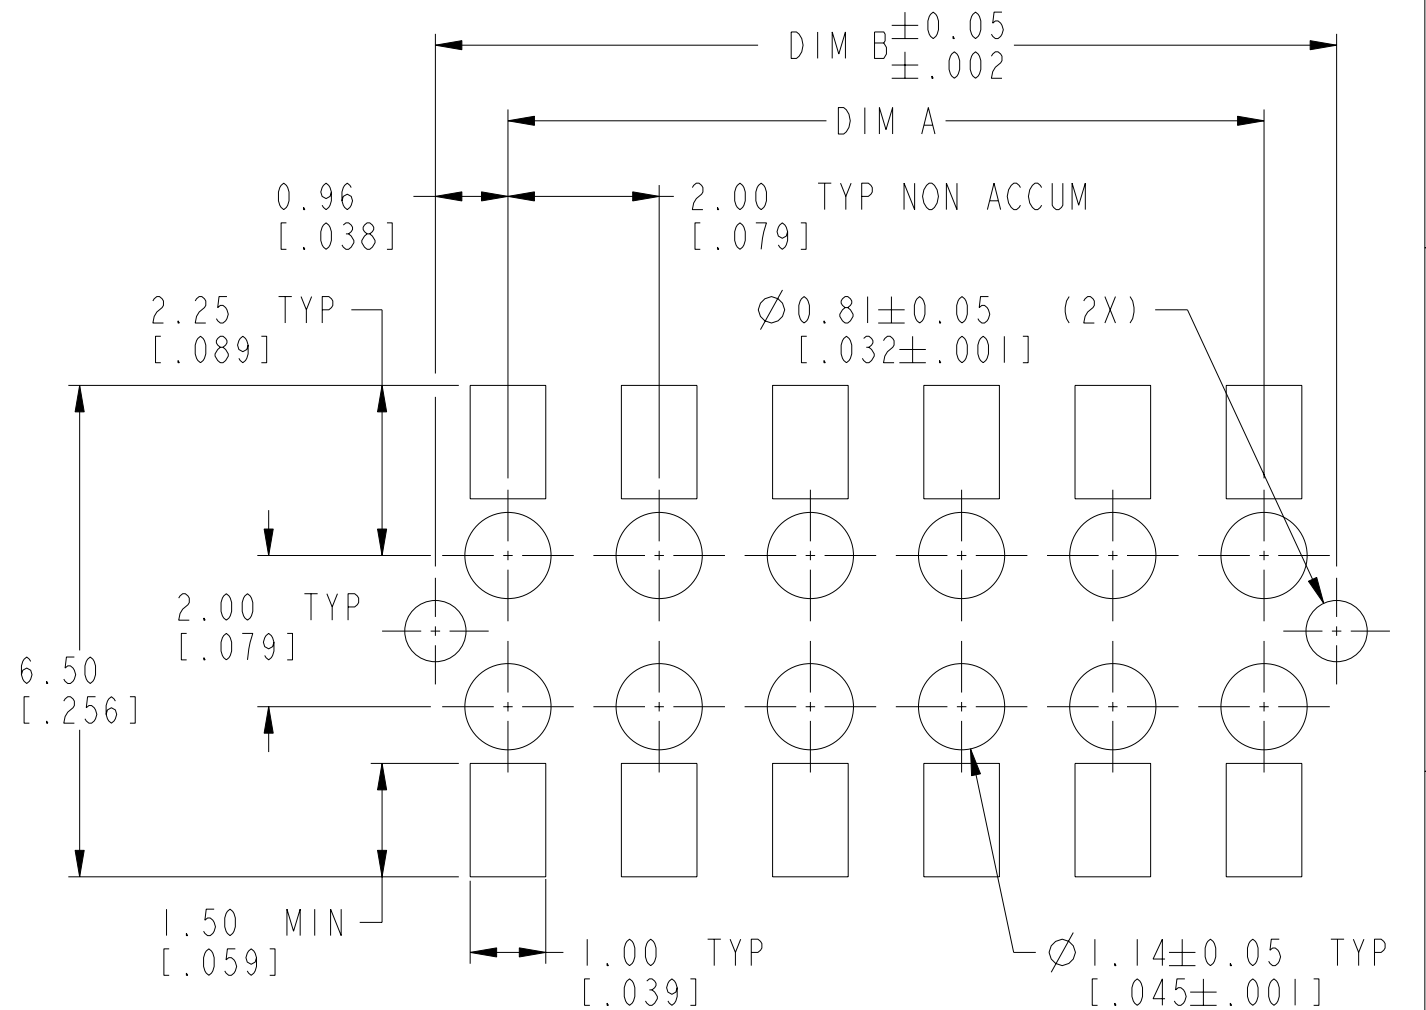 DIM B ±0.05
±.002
DIM A
0.96
[.038]
2.00 TYP NON ACCUM
[.079]
2.25 TYP
[.089]
Ø0.81±0.05 (2X)
[.032±.001]
2.00 TYP
[.079]
6.50
[.256]
1.50 MIN
[.059]
1.00 TYP
[.039]
Ø1.14±0.05 TYP
[.045±.001]